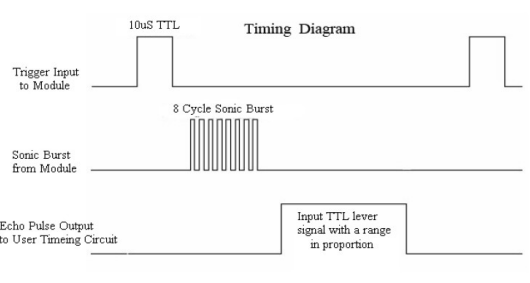 10uS TTL
Timing Diagram
Trigger Input
to Module
8 Cycle Sonic Burst
Sonic Burst
from Module
Echo Pulse Output
to User Timeing Circuit
Input TTL lever
signal with a range
in proportion